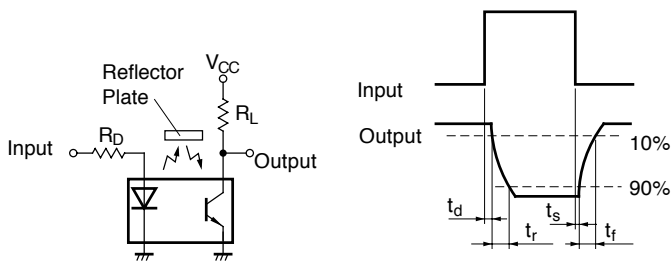 Reflector
Plate
V_CC
R_L
Input
R_D
Output
Input
Output
10%
90%
t_d
t_s
t_r
t_f